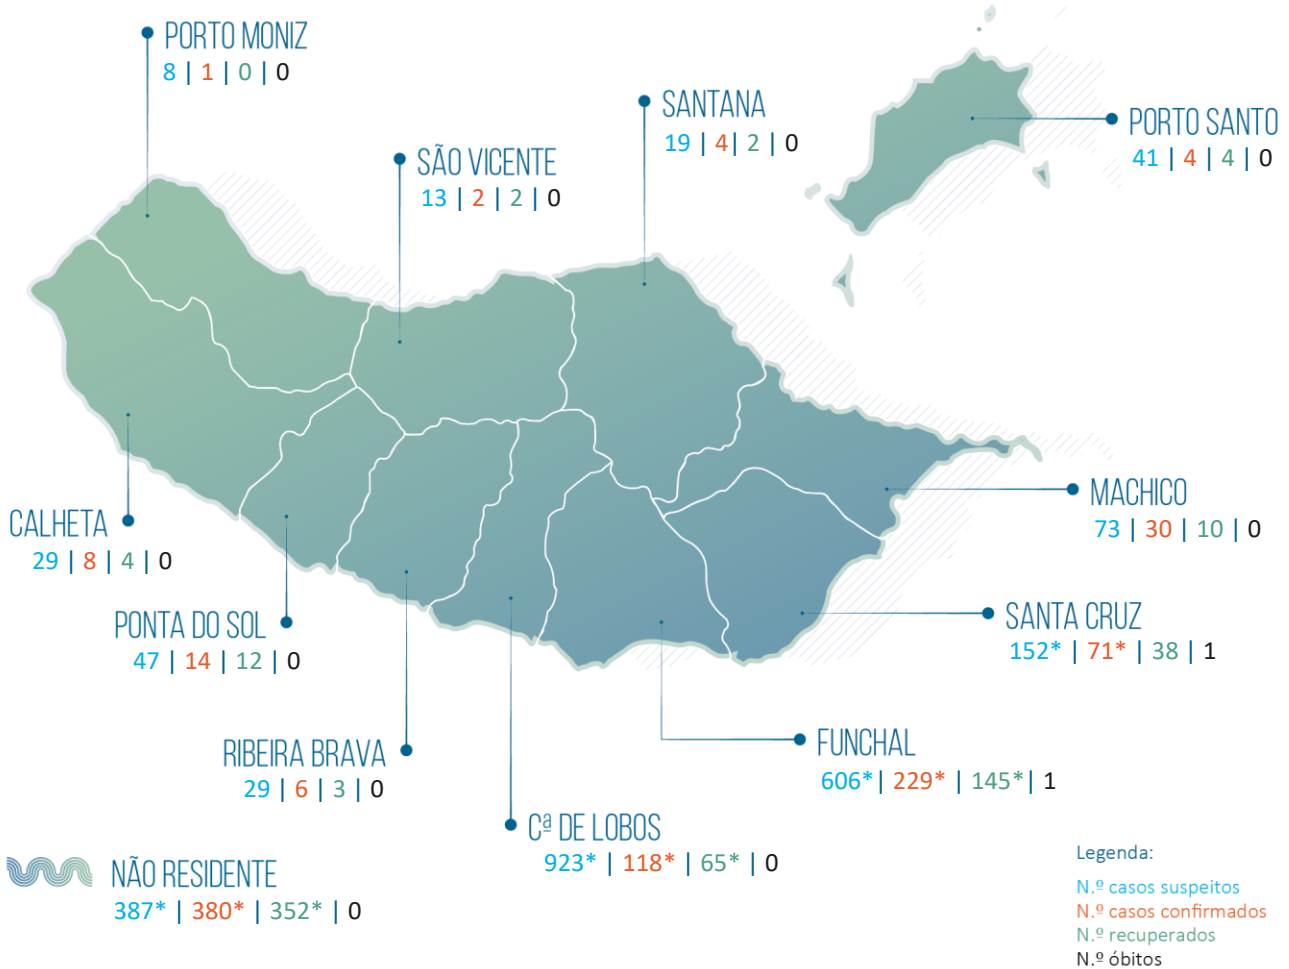 PORTO MONIZ
8 | 1 | 0 | 0
SANTANA
19 | 4| 2 | 0
PORTO SANTO
41 | 4 | 4 | 0
SÃO VICENTE
13 | 2 | 2 | 0
MACHICO
73 | 30 | 10 | 0
CALHETA
29 | 8 | 4 | 0
PONTA DO SOL
47 | 14 | 12 | 0
SANTA CRUZ
152* | 71* | 38 | 1
RIBEIRA BRAVA
29 | 6 | 3 | 0
FUNCHAL
606*| 229* | 145*| 1
Cª DE LOBOS
923* | 118* | 65* | 0
NÃO RESIDENTE
387* | 380* | 352* | 0
Legenda:
N.º casos suspeitos
N.º casos confirmados
N.º recuperados
N.º óbitos